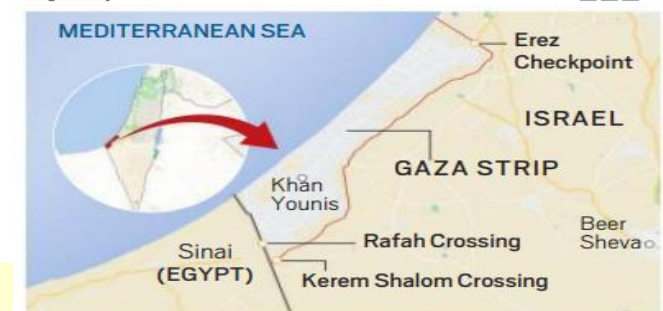 MEDITERRANEAN SEA
Erez
Checkpoint
ISRAEL
GAZA STRIP
Khan
Younis
Beer
Sheva
Rafah Crossing
Sinai
(EGYPT)
Kerem Shalom Crossing